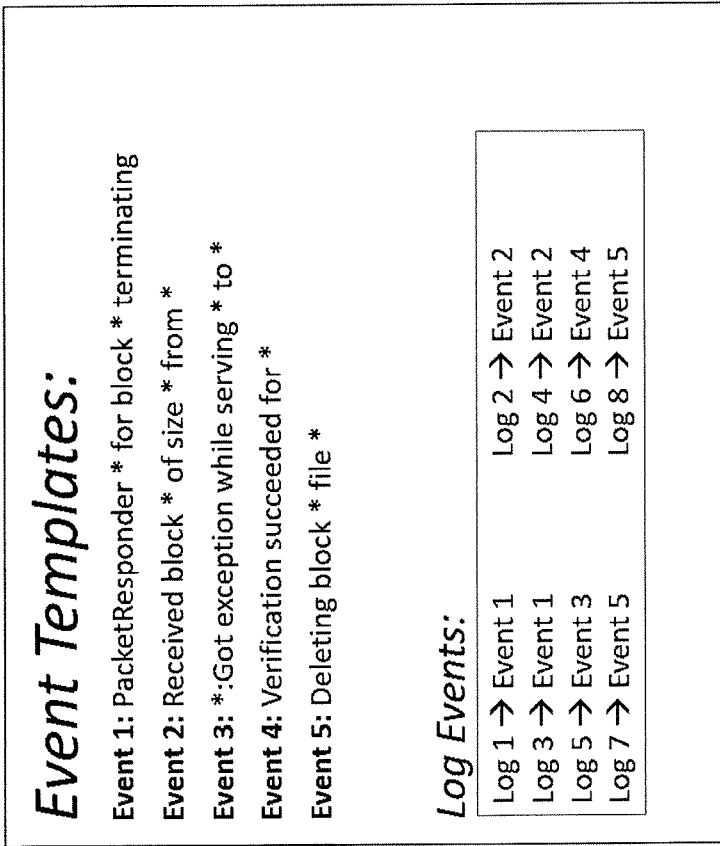 Event Templates:
Event 1: PacketResponder * for block * terminating
Event 2: Received block * of size * from *
Event 3: *:Got exception while serving * to *
Event 4: Verification succeeded for *
Event 5: Deleting block * file *
Log Events:
Log 1 → Event 1 Log 2 → Event 2
Log 3 → Event 1 Log 4 → Event 2
Log 5 → Event 3 Log 6 → Event 4
Log 7 → Event 5 Log 8 → Event 5